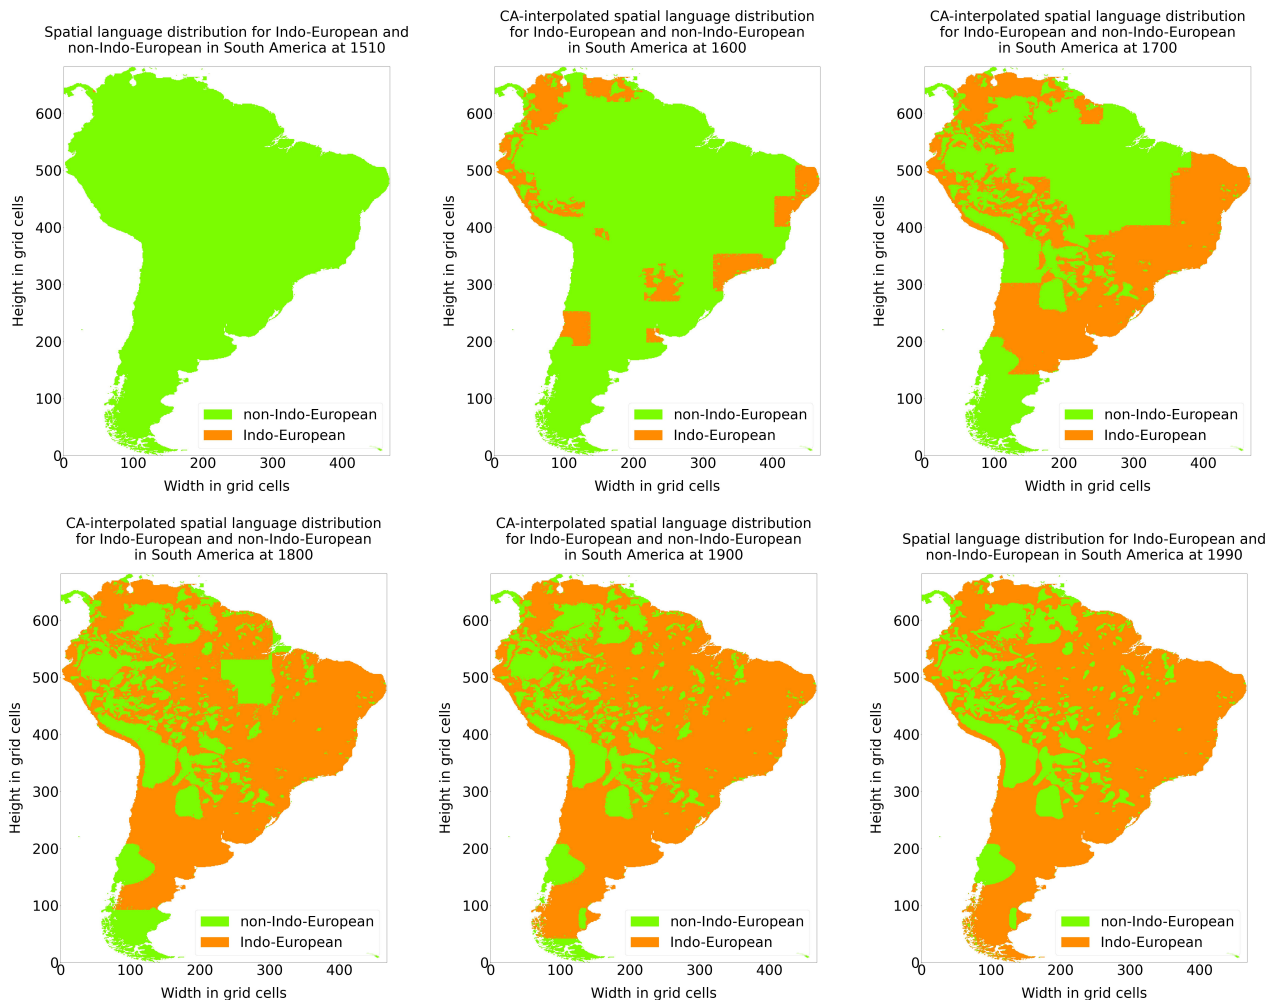 Spatial language distribution for Indo-European and
non-Indo-European in South America at 1510
600
500
400
300
200
100
0
0 100 200 300 400
Height in grid cells
Width in grid cells
non-Indo-European
Indo-European
CA-interpolated spatial language distribution
for Indo-European and non-Indo-European
in South America at 1600
600
500
400
300
200
100
0
0 100 200 300 400
Height in grid cells
Width in grid cells
non-Indo-European
Indo-European
CA-interpolated spatial language distribution
for Indo-European and non-Indo-European
in South America at 1700
600
500
400
300
200
100
0
0 100 200 300 400
Height in grid cells
Width in grid cells
non-Indo-European
Indo-European
CA-interpolated spatial language distribution
for Indo-European and non-Indo-European
in South America at 1800
600
500
400
300
200
100
0
0 100 200 300 400
Height in grid cells
Width in grid cells
non-Indo-European
Indo-European
CA-interpolated spatial language distribution
for Indo-European and non-Indo-European
in South America at 1900
600
500
400
300
200
100
0
0 100 200 300 400
Height in grid cells
Width in grid cells
non-Indo-European
Indo-European
Spatial language distribution for Indo-European and
non-Indo-European in South America at 1990
600
500
400
300
200
100
0
0 100 200 300 400
Height in grid cells
Width in grid cells
non-Indo-European
Indo-European